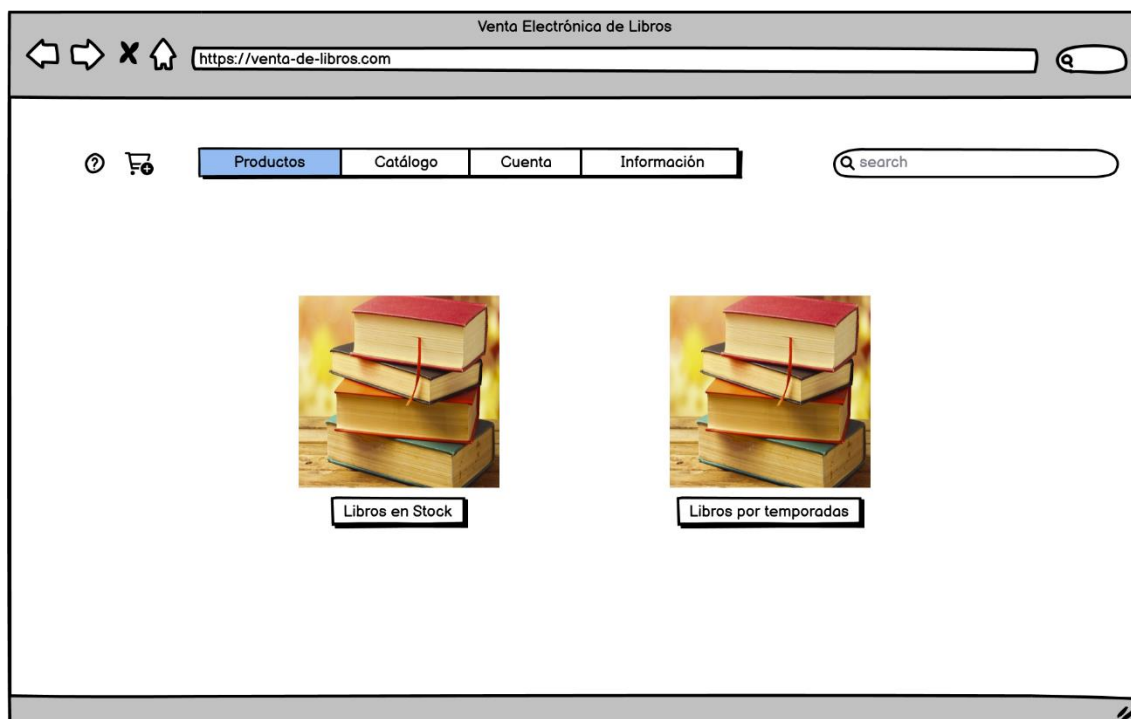 Venta Electrónica de Libros
https://venta-de-libros.com
? Productos Catálogo Cuenta Información search
Libros en Stock Libros por temporadas